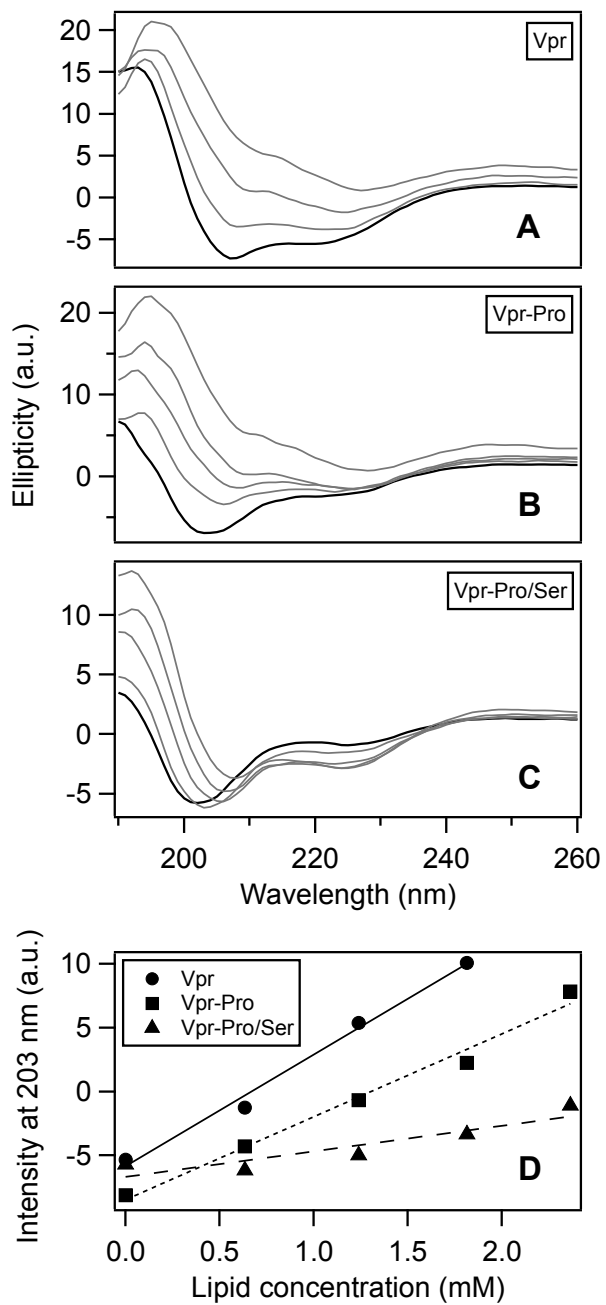 20
15
10
5
0
-5
Vpr
A
20
10
0
Vpr-Pro
B
Ellipticity (a.u.)
10
5
0
-5
Vpr-Pro/Ser
C
200
220
240
260
Wavelength (nm)
10
5
0
-5
Intensity at 203 nm (a.u.)
Vpr
Vpr-Pro
Vpr-Pro/Ser
D
0.0
0.5
1.0
1.5
2.0
Lipid concentration (mM)